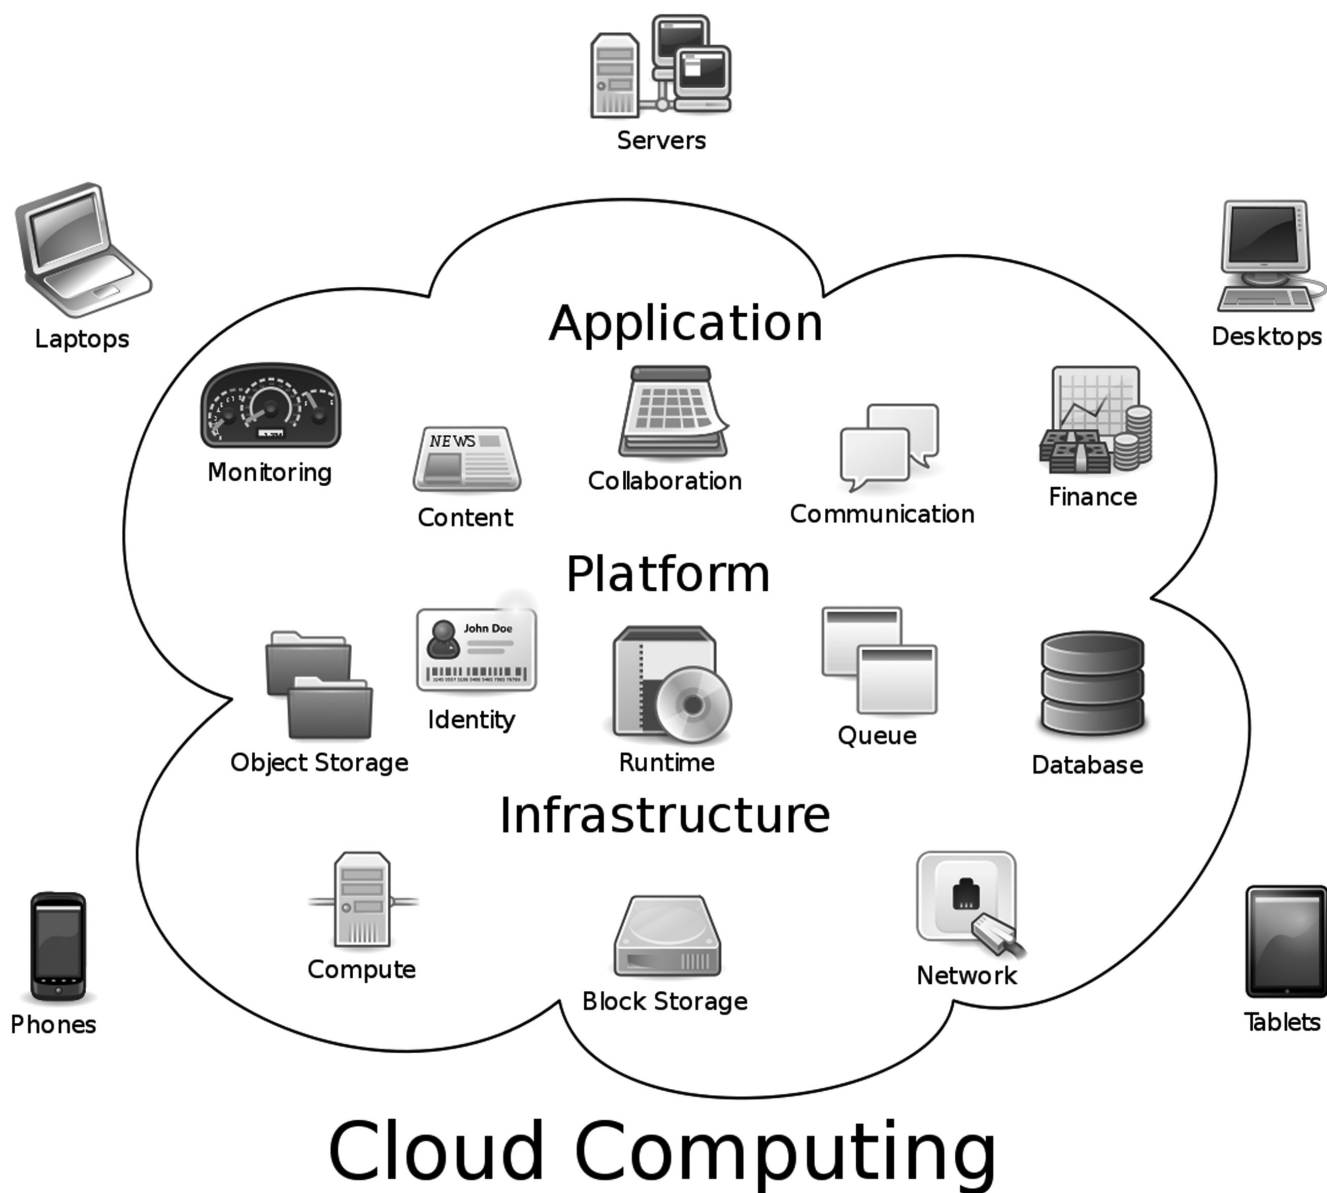 Servers
Laptops
Desktops
Application
Monitoring
NEWS
Content
Collaboration
Communication
Finance
Platform
John Doe
Object Storage
Identity
Runtime
Queue
Database
Infrastructure
Compute
Block Storage
Network
Phones
Tablets
Cloud Computing